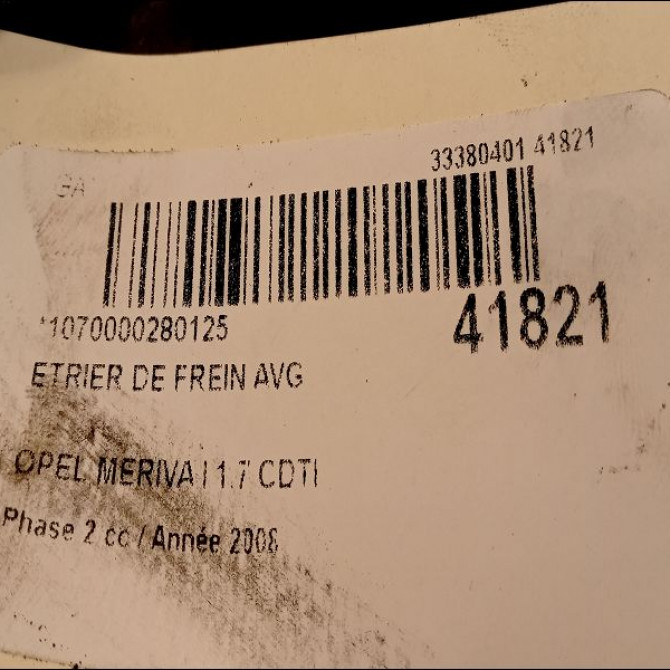 33380401 41821
GA
*1070000280125
41821
ETRIER DE FREIN AVG
OPEL MERIVA I 1.7 CDTI
Phase 2 cc / Année 2008